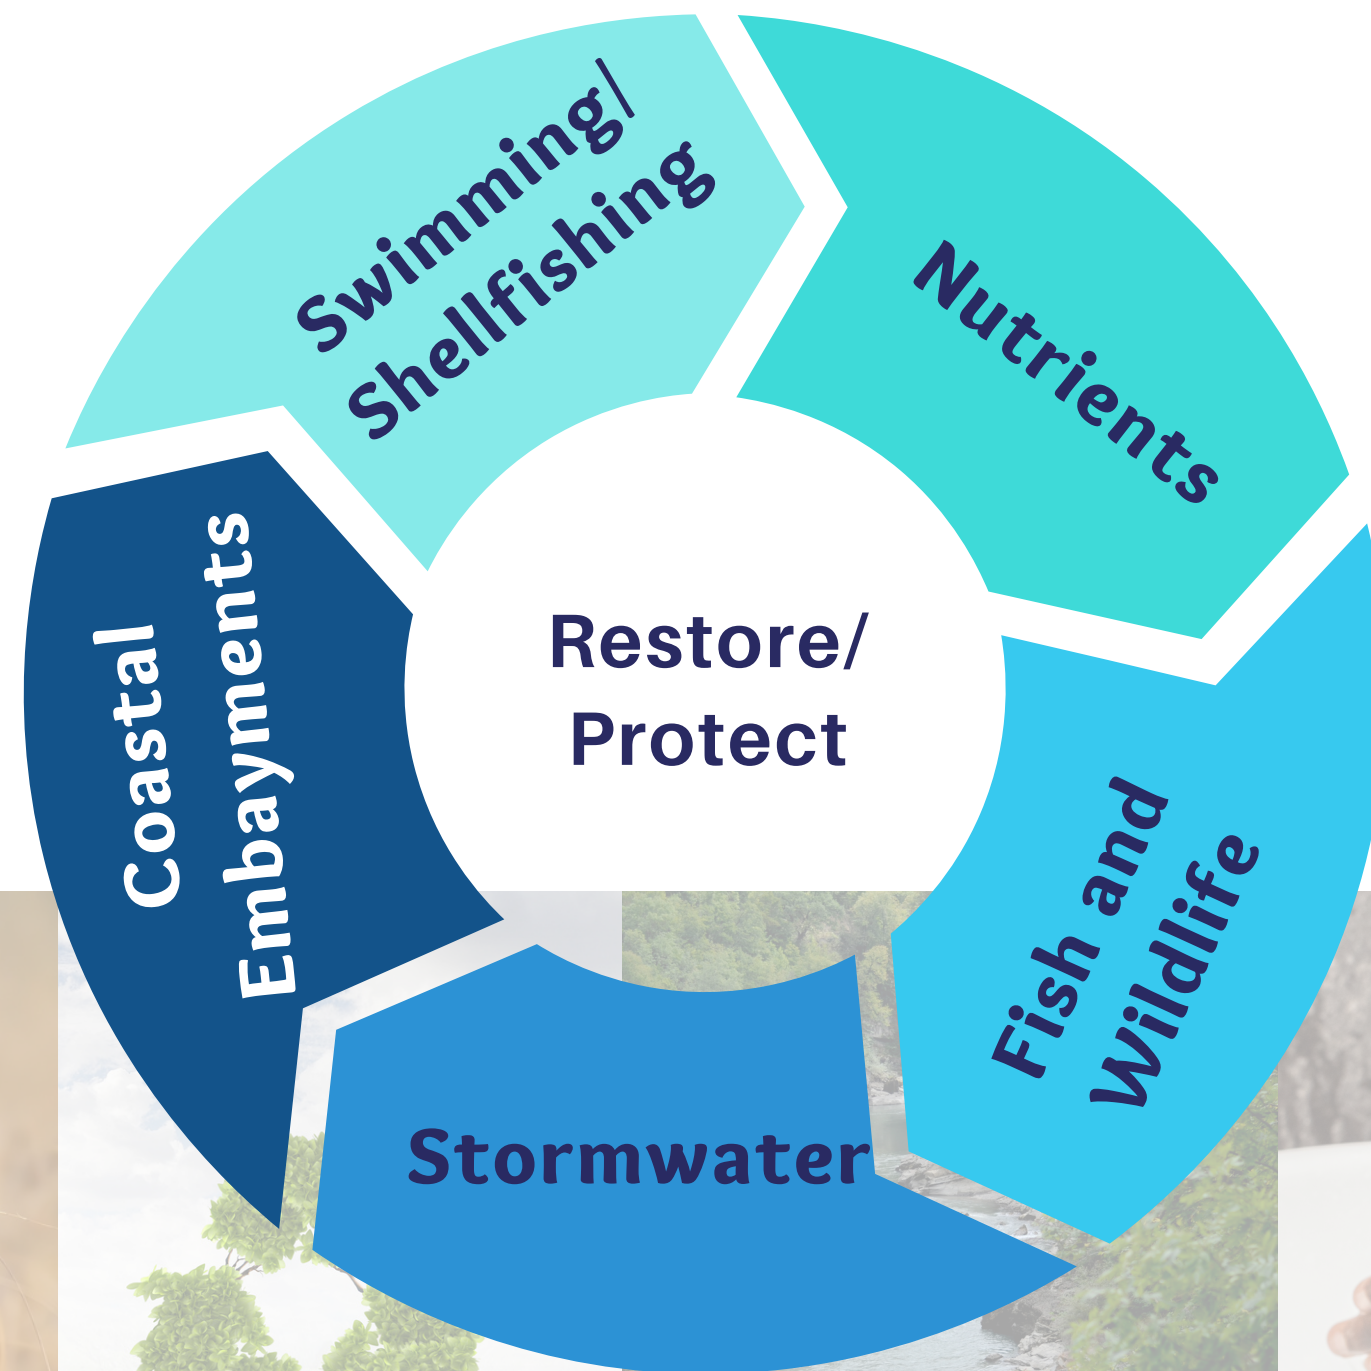 Swimming/
Shellfishing
Nutrients
Fish and
Wildlife
Stormwater
Coastal
Embayments
Restore/
Protect